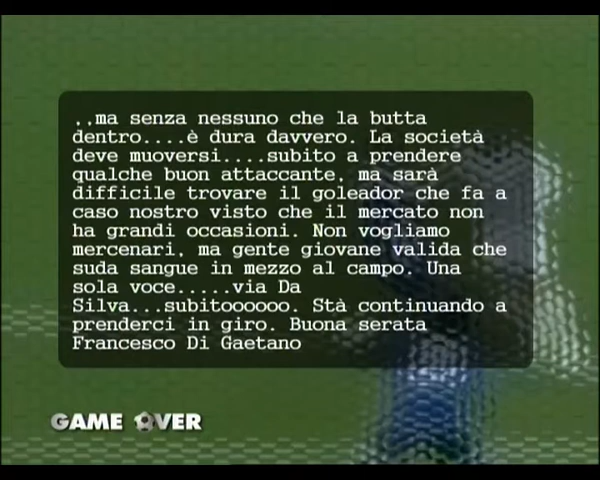 ..ma senza nessuno che la butta
dentro....è dura davvero. La società
deve muoversi....subito a prendere
qualche buon attaccante, ma sarà
difficile trovare il goleador che fa a
caso nostro visto che il mercato non
ha grandi occasioni. Non vogliamo
mercenari, ma gente giovane valida che
suda sangue in mezzo al campo. Una
sola voce.....via Da
Silva...subitoooooo. Stà continuando a
prenderci in giro. Buona serata
Francesco Di Gaetano
GAME OVER